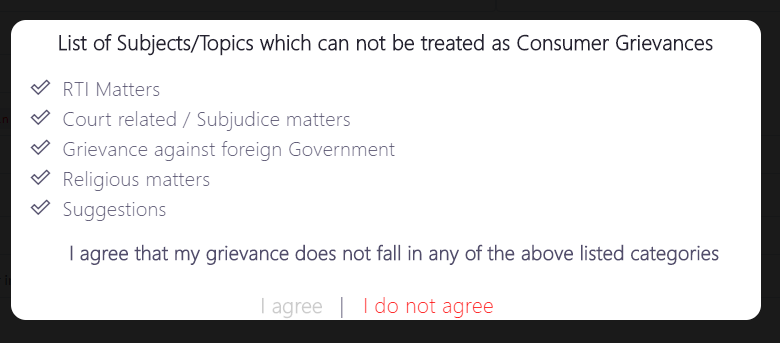 List of Subjects/Topics which can not be treated as Consumer Grievances
RTI Matters
Court related / Subjudice matters
Grievance against foreign Government
Religious matters
Suggestions
I agree that my grievance does not fall in any of the above listed categories
I agree | I do not agree